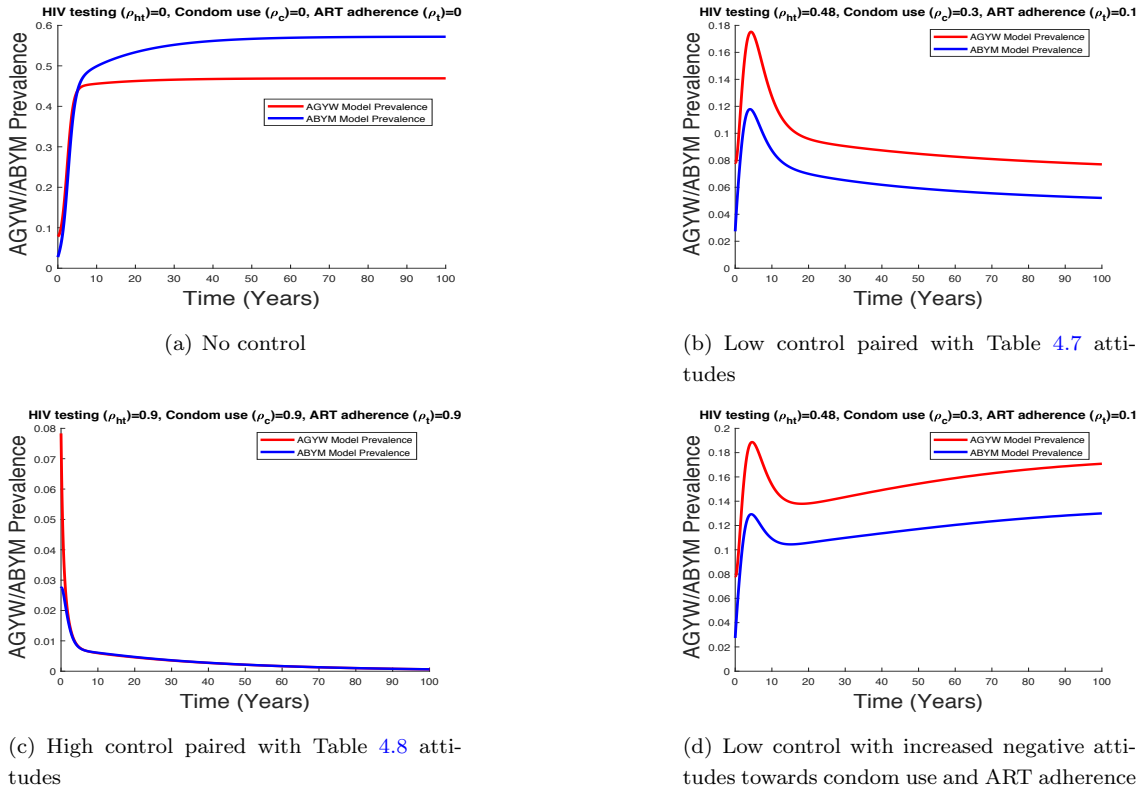 HIV testing (ρht)=0, Condom use (ρc)=0, ART adherence (ρt)=0
0.6
0.5
0.4
0.3
0.2
0.1
0
AGYW/ABYM Prevalence
AGYW Model Prevalence
ABYM Model Prevalence
0 10 20 30 40 50 60 70 80 90 100
Time (Years)
(a) No control
HIV testing (ρht)=0.48, Condom use (ρc)=0.3, ART adherence (ρt)=0.1
0.18
0.16
0.14
0.12
0.1
0.08
0.06
0.04
0.02
0
AGYW/ABYM Prevalence
AGYW Model Prevalence
ABYM Model Prevalence
0 10 20 30 40 50 60 70 80 90 100
Time (Years)
(b) Low control paired with Table 4.7 atti-
tudes
HIV testing (ρht)=0.9, Condom use (ρc)=0.9, ART adherence (ρt)=0.9
0.08
0.07
0.06
0.05
0.04
0.03
0.02
0.01
0
AGYW/ABYM Prevalence
AGYW Model Prevalence
ABYM Model Prevalence
0 10 20 30 40 50 60 70 80 90 100
Time (Years)
(c) High control paired with Table 4.8 atti-
tudes
HIV testing (ρht)=0.48, Condom use (ρc)=0.3, ART adherence (ρt)=0.1
0.2
0.18
0.16
0.14
0.12
0.1
0.08
0.06
0.04
0.02
0
AGYW/ABYM Prevalence
AGYW Model Prevalence
ABYM Model Prevalence
0 10 20 30 40 50 60 70 80 90 100
Time (Years)
(d) Low control with increased negative atti-
tudes towards condom use and ART adherence